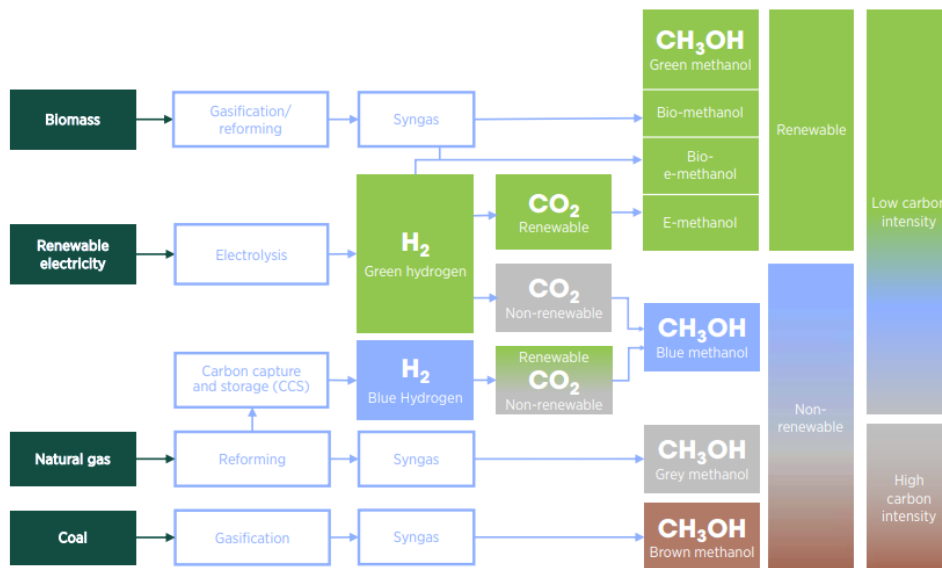 CH₃OH
Green methanol
Biomass
Gasification/
reforming
Syngas
Bio-methanol
Renewable
Bio-
e-methanol
Renewable
electricity
Electrolysis
H₂
Green hydrogen
CO₂
Renewable
E-methanol
Low carbon
intensity
CO₂
Non-renewable
CH₃OH
Blue methanol
Carbon capture
and storage (CCS)
H₂
Blue Hydrogen
Renewable
CO₂
Non-renewable
Non-
renewable
Natural gas
Reforming
Syngas
CH₃OH
Grey methanol
High
carbon
intensity
Coal
Gasification
Syngas
CH₃OH
Brown methanol